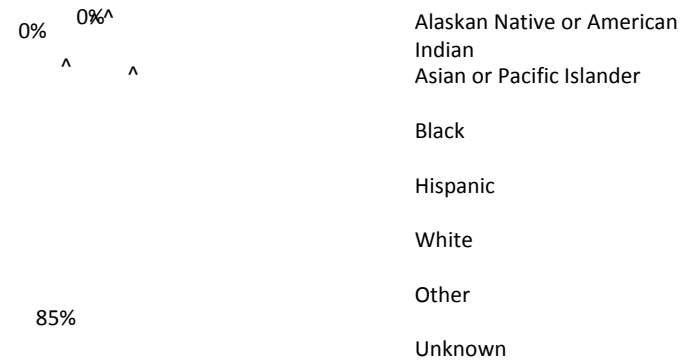 0%
0%^
^
^
85%
Alaskan Native or American
Indian
Asian or Pacific Islander
Black
Hispanic
White
Other
Unknown